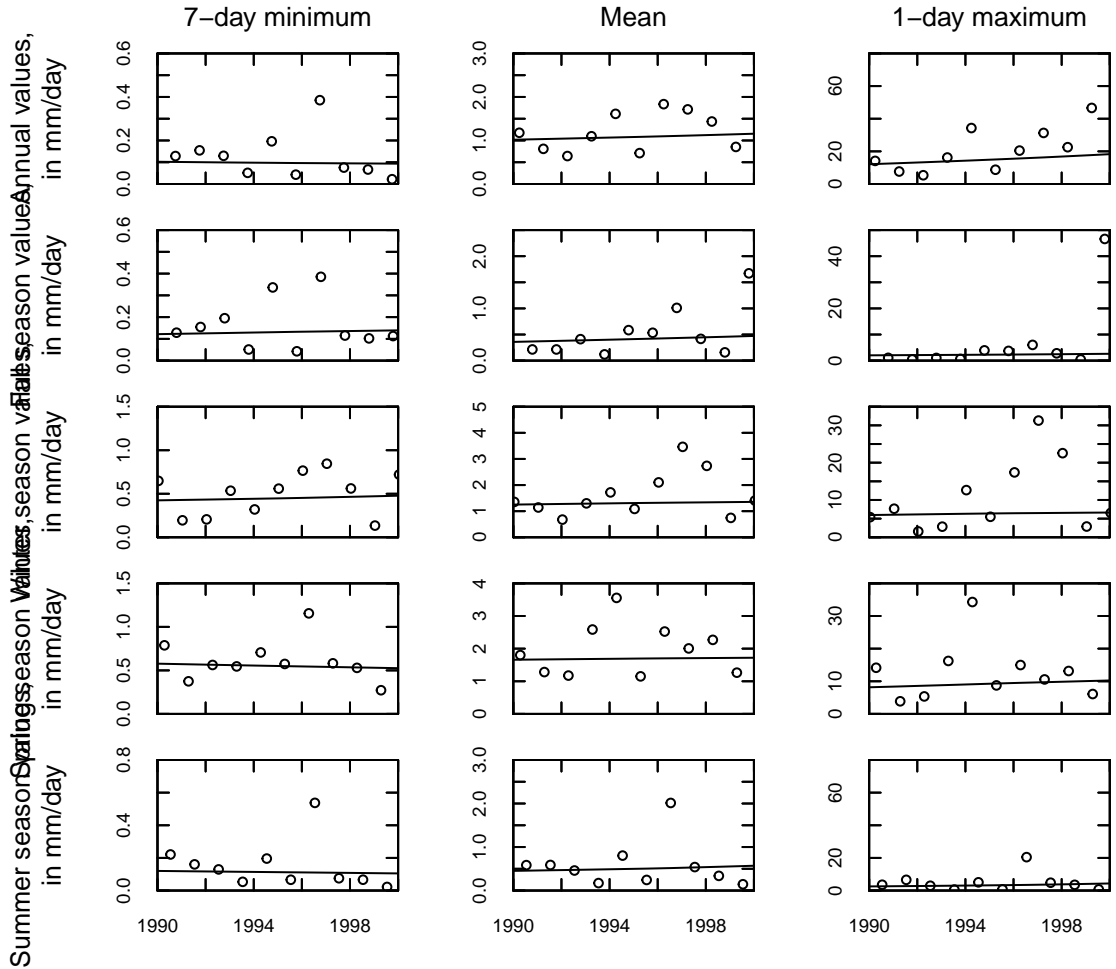 7−day minimum
Mean
1−day maximum
Annual values,
in mm/day
0.0 0.2 0.4 0.6
0.0 1.0 2.0 3.0
0 20 60
Fall season values,
in mm/day
0.0 0.2 0.4 0.6
0.0 1.0 2.0
0 20 40
Winter season values,
in mm/day
0.0 0.5 1.0 1.5
0 1 2 3 4 5
0 10 20 30
Spring season values,
in mm/day
0.0 0.5 1.0 1.5
0 1 2 3 4
0 10 30
Summer season values,
in mm/day
0.0 0.4 0.8
0.0 1.0 2.0 3.0
0 20 60
1990 1994 1998
1990 1994 1998
1990 1994 1998